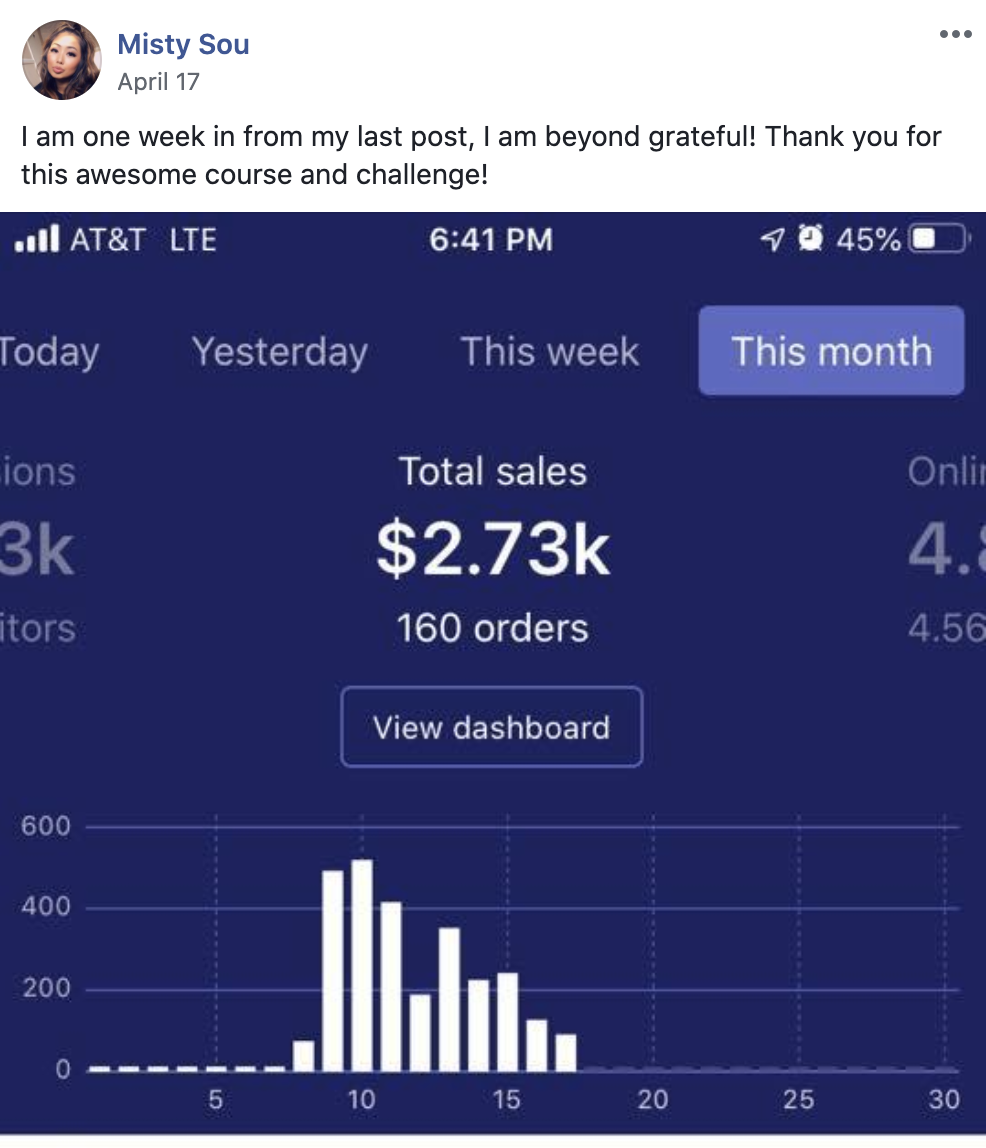 Misty Sou
April 17
I am one week in from my last post, I am beyond grateful! Thank you for
this awesome course and challenge!
AT&T LTE 6:41 PM 45%
Today Yesterday This week This month
ions Total sales Onli
3k $2.73k 4.8
itors 160 orders 4.56
View dashboard
600
400
200
0
5 10 15 20 25 30